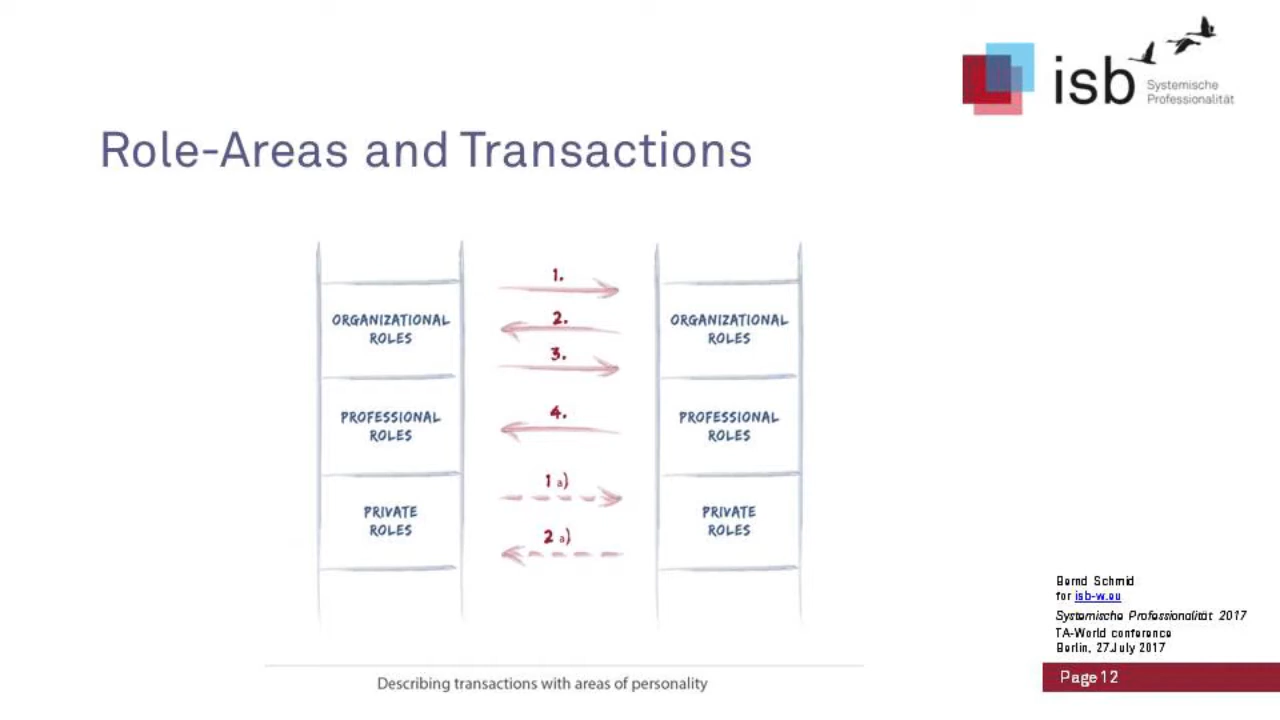 isb
Systemische
Professionalität
Role-Areas and Transactions
1.
ORGANIZATIONAL
ROLES
2.
ORGANIZATIONAL
ROLES
3.
PROFESSIONAL
ROLES
4.
PROFESSIONAL
ROLES
1 a)
PRIVATE
ROLES
PRIVATE
ROLES
2 a)
Bernd Schmid
for isb-w.eu
Systemische Professionalität 2017
TA-World conference
Berlin, 27.July 2017
Page 12
Describing transactions with areas of personality